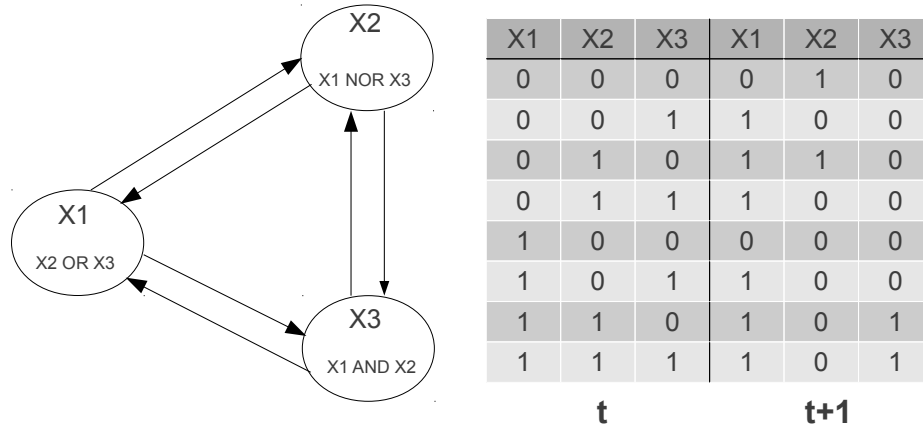 X2
X1 NOR X3
X1
X2 OR X3
X3
X1 AND X2
X1 X2 X3 X1 X2 X3
0 0 0 0 1 0
0 0 1 1 0 0
0 1 0 1 1 0
0 1 1 1 0 0
1 0 0 0 0 0
1 0 1 1 0 0
1 1 0 1 0 1
1 1 1 1 0 1
t t+1